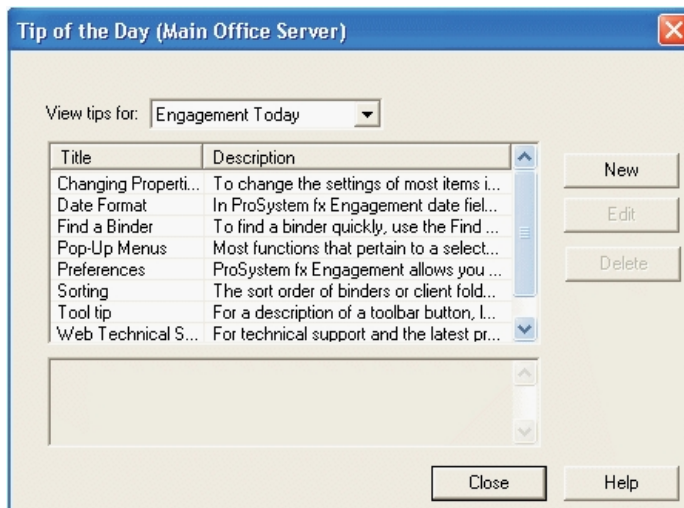 Tip of the Day (Main Office Server)
View tips for: Engagement Today
Title Description
Changing Properti... To change the settings of most items i...
Date Format In ProSystem fx Engagement date fiel...
Find a Binder To find a binder quickly, use the Find ...
Pop-Up Menus Most functions that pertain to a select...
Preferences ProSystem fx Engagement allows you ...
Sorting The sort order of binders or client fold...
Tool tip For a description of a toolbar button, l...
Web Technical S... For technical support and the latest pr...
New
Edit
Delete
Close Help